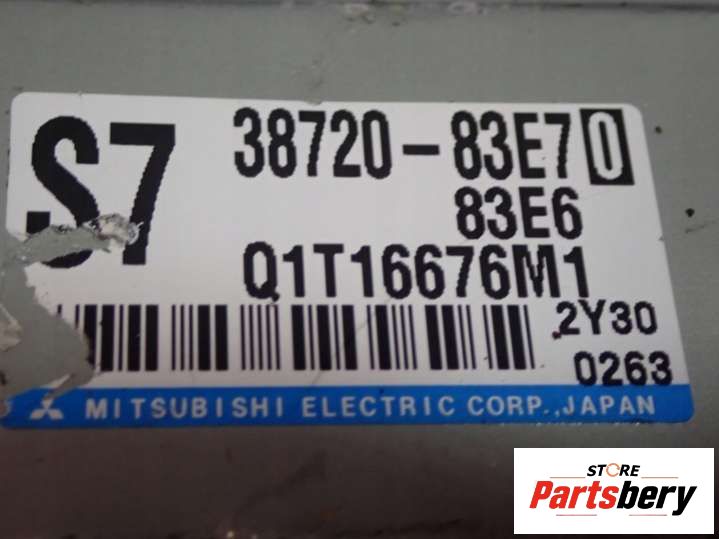 S7
38720-83E70
83E6
Q1T16676M1
2Y30
0263
MITSUBISHI ELECTRIC CORP., JAPAN
STORE
Partsbery